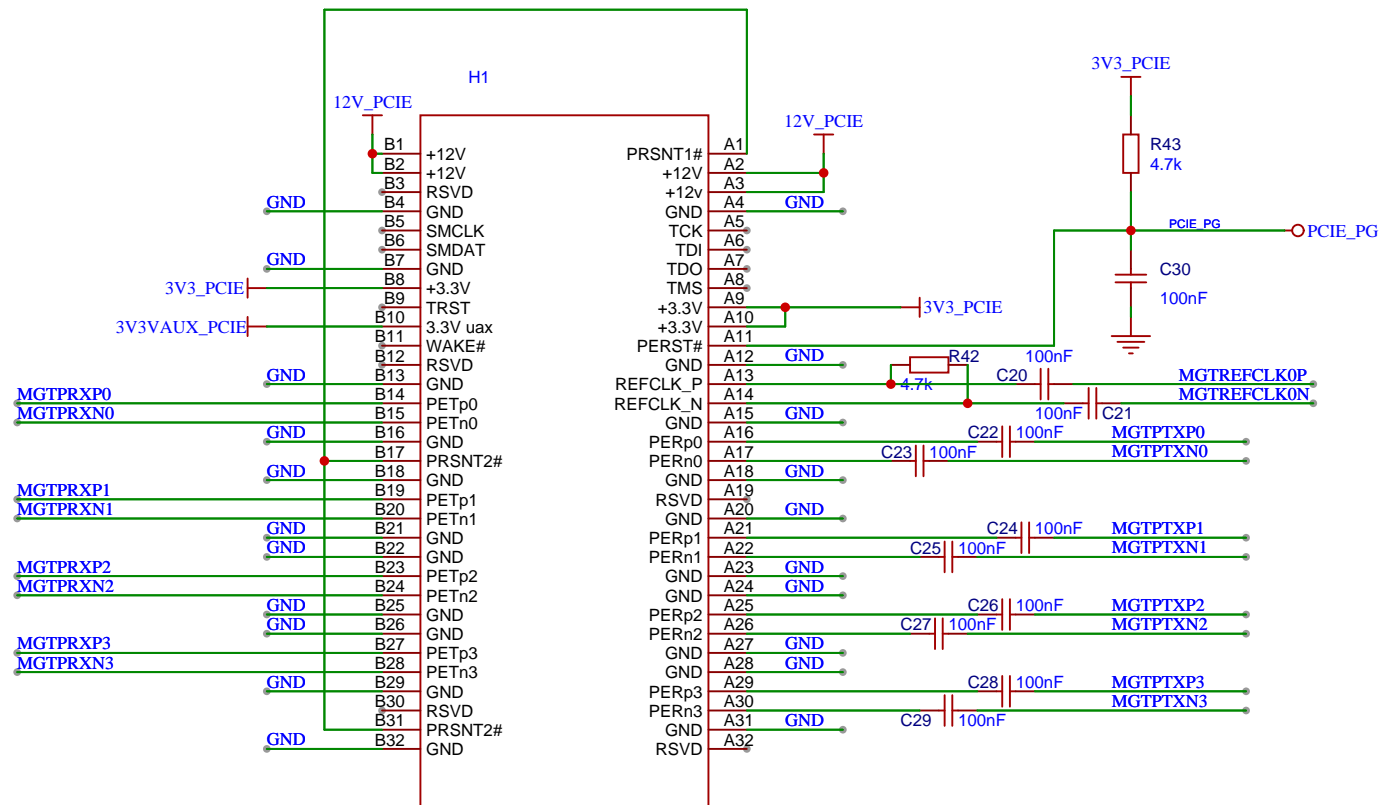 H1
3V3_PCIE
12V_PCIE
12V_PCIE
R43
4.7k
B1 +12V PRSNT1# A1
B2 +12V +12V A2
B3 RSVD +12v A3
GND B4 GND GND A4 GND
B5 SMCLK TCK A5
PCIE_PG PCIE_PG
B6 SMDAT TDI A6
GND B7 GND TDO A7
C30
100nF
3V3_PCIE B8 +3.3V TMS A8
B9 TRST +3.3V A9 3V3_PCIE
3V3VAUX_PCIE B10 3.3V uax +3.3V A10
B11 WAKE# PERST# A11
B12 RSVD GND A12 GND R42 100nF
GND B13 GND REFCLK_P A13 4.7k C20 MGTREFCLK0P
MGTPRXP0 B14 PETp0 REFCLK_N A14 MGTREFCLK0N
MGTPRXN0 B15 PETn0 GND A15 GND 100nF C21
GND B16 GND PERp0 A16 C22 100nF MGTPTXP0
B17 PRSNT2# PERn0 A17 C23 100nF MGTPTXN0
GND B18 GND GND A18 GND
MGTPRXP1 B19 PETp1 RSVD A19
MGTPRXN1 B20 PETn1 GND A20 GND
GND B21 GND PERp1 A21 C24 100nF MGTPTXP1
GND B22 GND PERn1 A22 C25 100nF MGTPTXN1
MGTPRXP2 B23 PETp2 GND A23 GND
MGTPRXN2 B24 PETn2 GND A24 GND
GND B25 GND PERp2 A25 C26 100nF MGTPTXP2
GND B26 GND PERn2 A26 C27 100nF MGTPTXN2
MGTPRXP3 B27 PETp3 GND A27 GND
MGTPRXN3 B28 PETn3 GND A28 GND
GND B29 GND PERp3 A29 C28 100nF MGTPTXP3
B30 RSVD PERn3 A30 C29 100nF MGTPTXN3
B31 PRSNT2# GND A31 GND
GND B32 GND RSVD A32